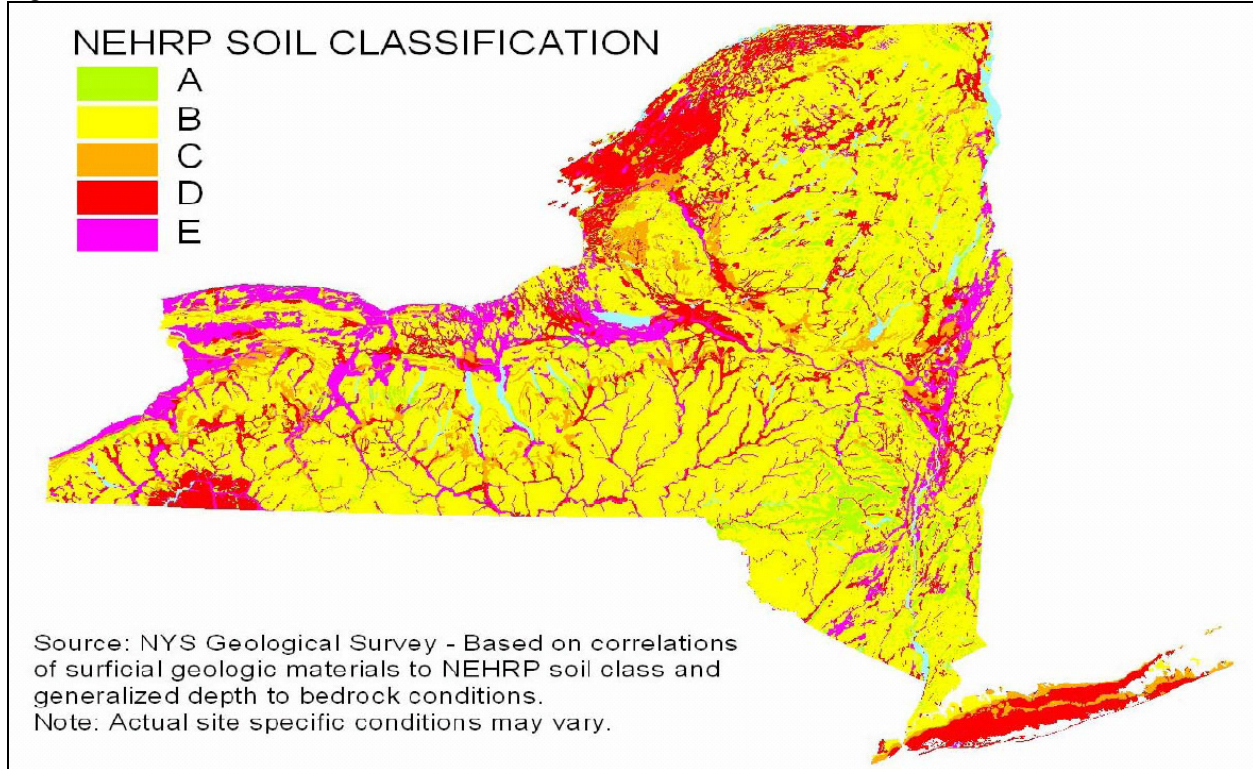 NEHRP SOIL CLASSIFICATION
A
B
C
D
E
Source: NYS Geological Survey - Based on correlations
of surficial geologic materials to NEHRP soil class and
generalized depth to bedrock conditions.
Note: Actual site specific conditions may vary.